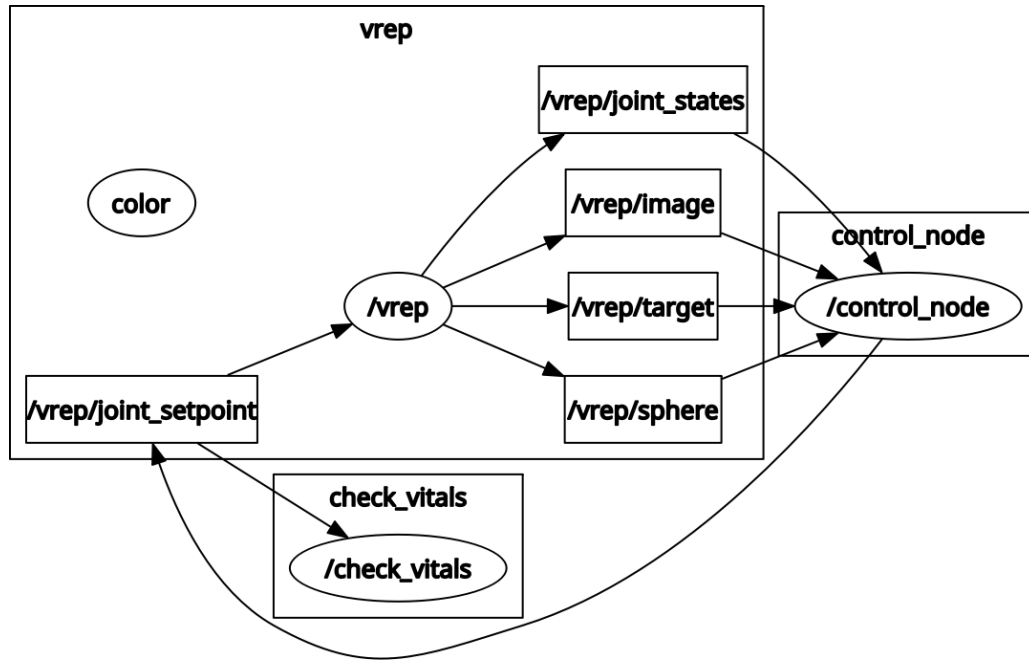 vrep
/vrep/joint_states
color
/vrep/image
control_node
/vrep
/vrep/target
/control_node
/vrep/joint_setpoint
/vrep/sphere
check_vitals
/check_vitals